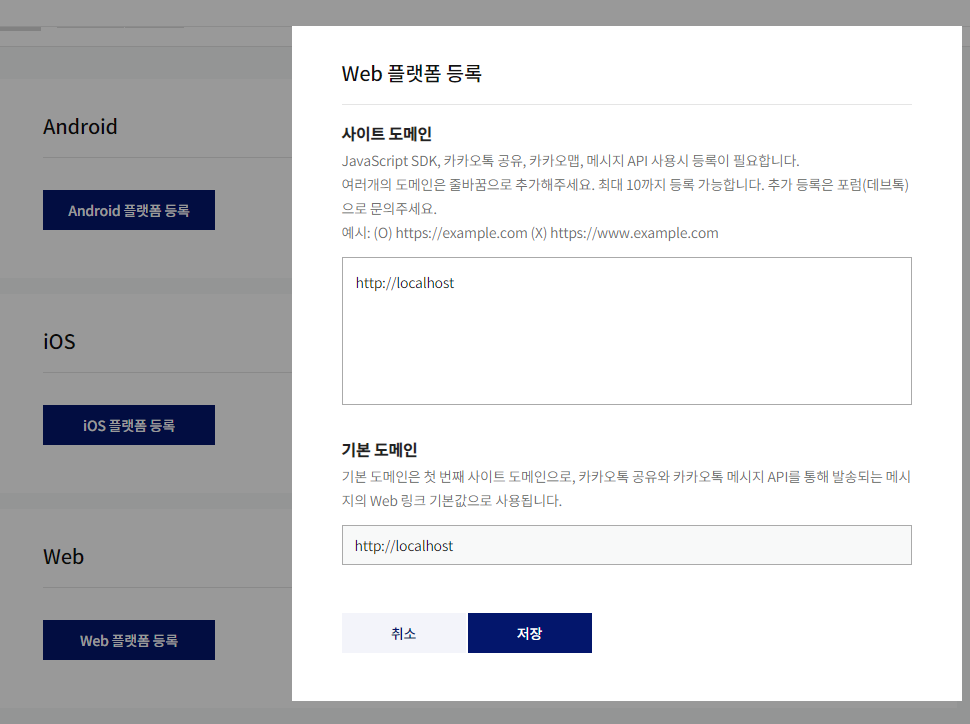 Android
Android 플랫폼 등록
iOS
iOS 플랫폼 등록
Web
Web 플랫폼 등록
Web 플랫폼 등록
사이트 도메인
JavaScript SDK, 카카오톡 공유, 카카오맵, 메시지 API 사용시 등록이 필요합니다.
여러개의 도메인은 줄바꿈으로 추가해주세요. 최대 10까지 등록 가능합니다. 추가 등록은 포럼(데브톡)
으로 문의주세요.
예시: (O) https://example.com (X) https://www.example.com
http://localhost
기본 도메인
기본 도메인은 첫 번째 사이트 도메인으로, 카카오톡 공유와 카카오톡 메시지 API를 통해 발송되는 메시
지의 Web 링크 기본값으로 사용됩니다.
http://localhost
취소
저장